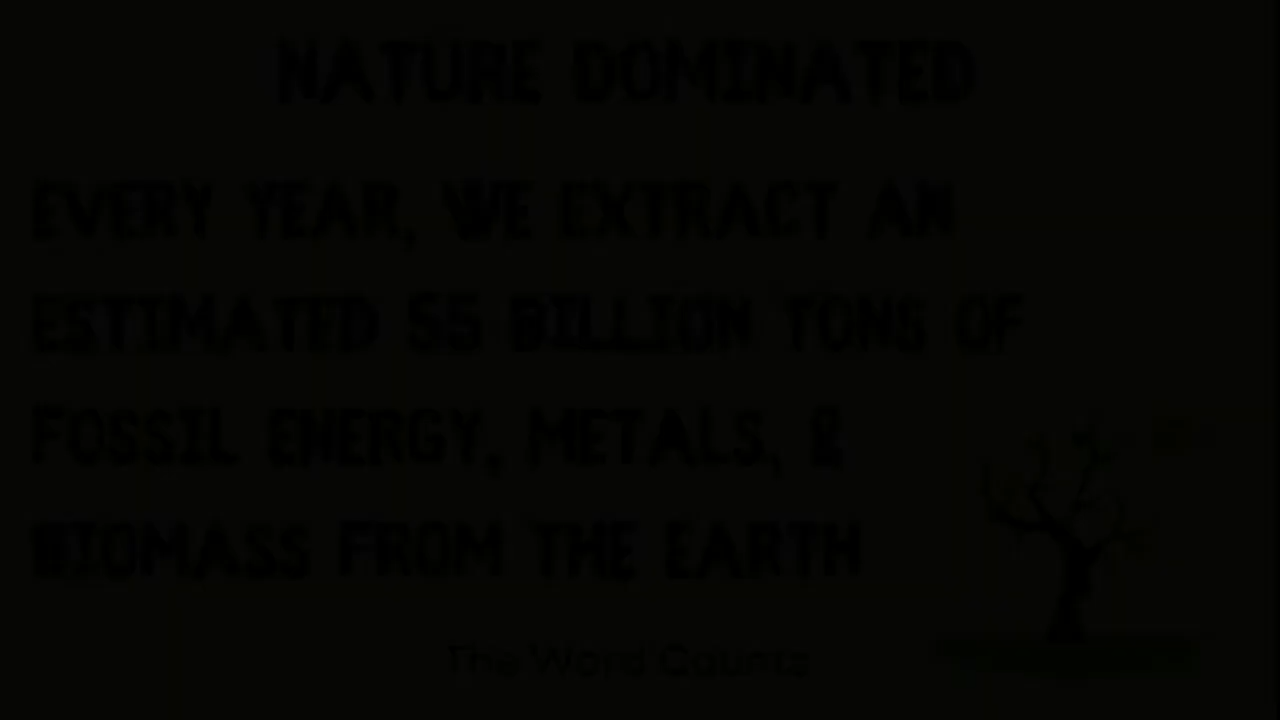 NATURE DOMINATED
EVERY YEAR, WE EXTRACT AN
ESTIMATED 55 BILLION TONS OF
FOSSIL ENERGY, METALS, &
BIOMASS FROM THE EARTH
The Word Counts